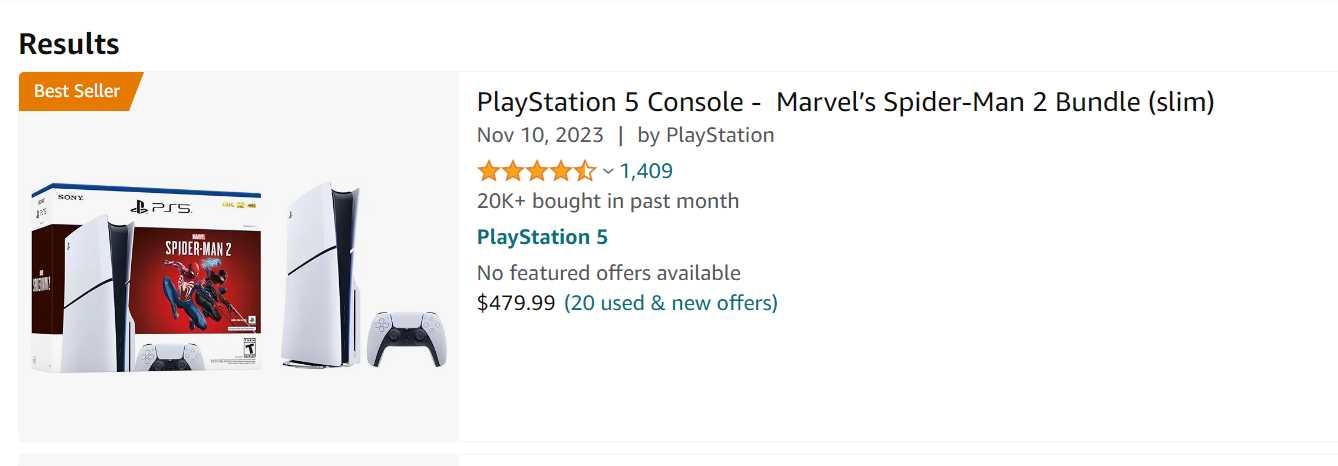 Results
Best Seller
PlayStation 5 Console - Marvel's Spider-Man 2 Bundle (slim)
Nov 10, 2023 | by PlayStation
1,409
20K+ bought in past month
PlayStation 5
No featured offers available
$479.99 (20 used & new offers)
SONY
PS5
MARVEL
SPIDER-MAN 2
T